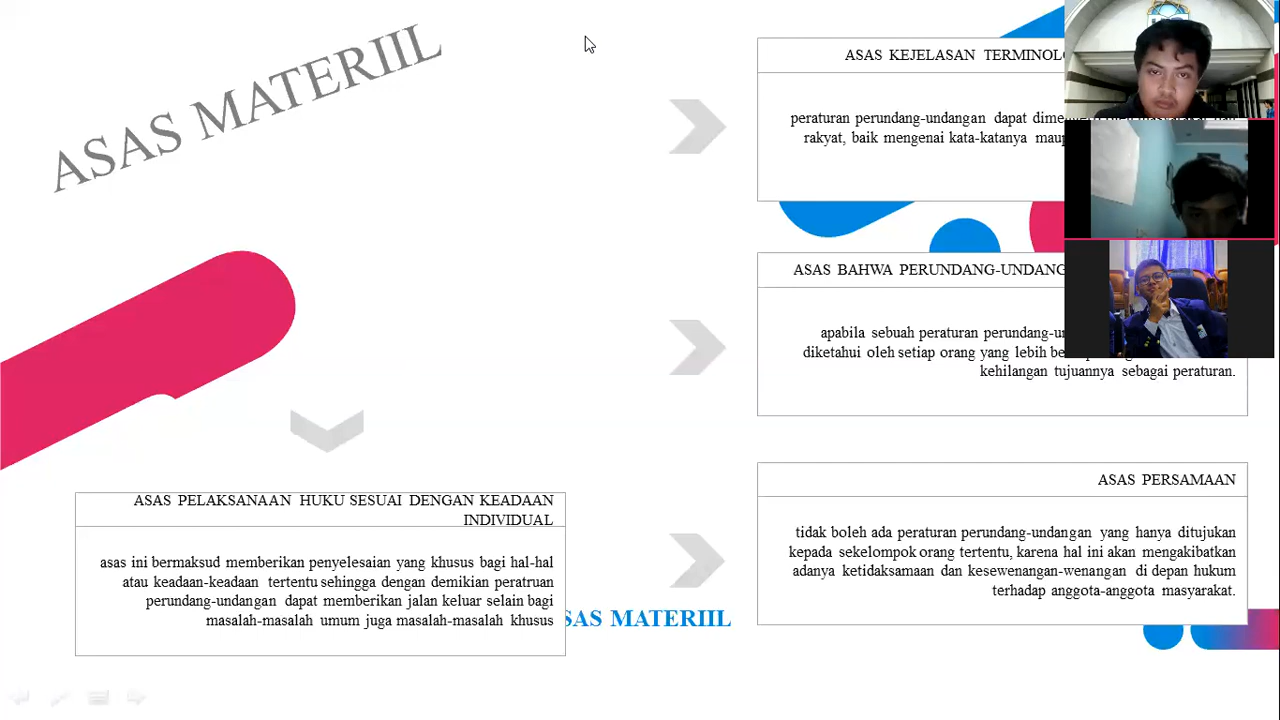 ASAS MATERIIL
ASAS KEJELASAN TERMINOL
peraturan perundang-undangan dapat
rakyat, baik mengenai kata-katanya
ASAS BAHWA PERUNDANG-UNDANG
apabila sebuah peraturan
diketahui oleh setiap orang yang lebih
kehilangan tujuannya sebagai peraturan.
ASAS PERSAMAAN
tidak boleh ada peraturan perundang-undangan yang hanya ditujukan
kepada sekelompok orang tertentu, karena hal ini akan mengakibatkan
adanya ketidaksamaan dan kesewenangan-wenangan di depan hukum
terhadap anggota-anggota masyarakat.
ASAS PELAKSANAAN HUKU SESUAI DENGAN KEADAAN
INDIVIDUAL
asas ini bermaksud memberikan penyelesaian yang khusus bagi hal-hal
atau keadaan-keadaan tertentu sehingga dengan demikian peratruan
perundang-undangan dapat memberikan jalan keluar selain bagi
masalah-masalah umum juga masalah-masalah khusus
SAS MATERIIL